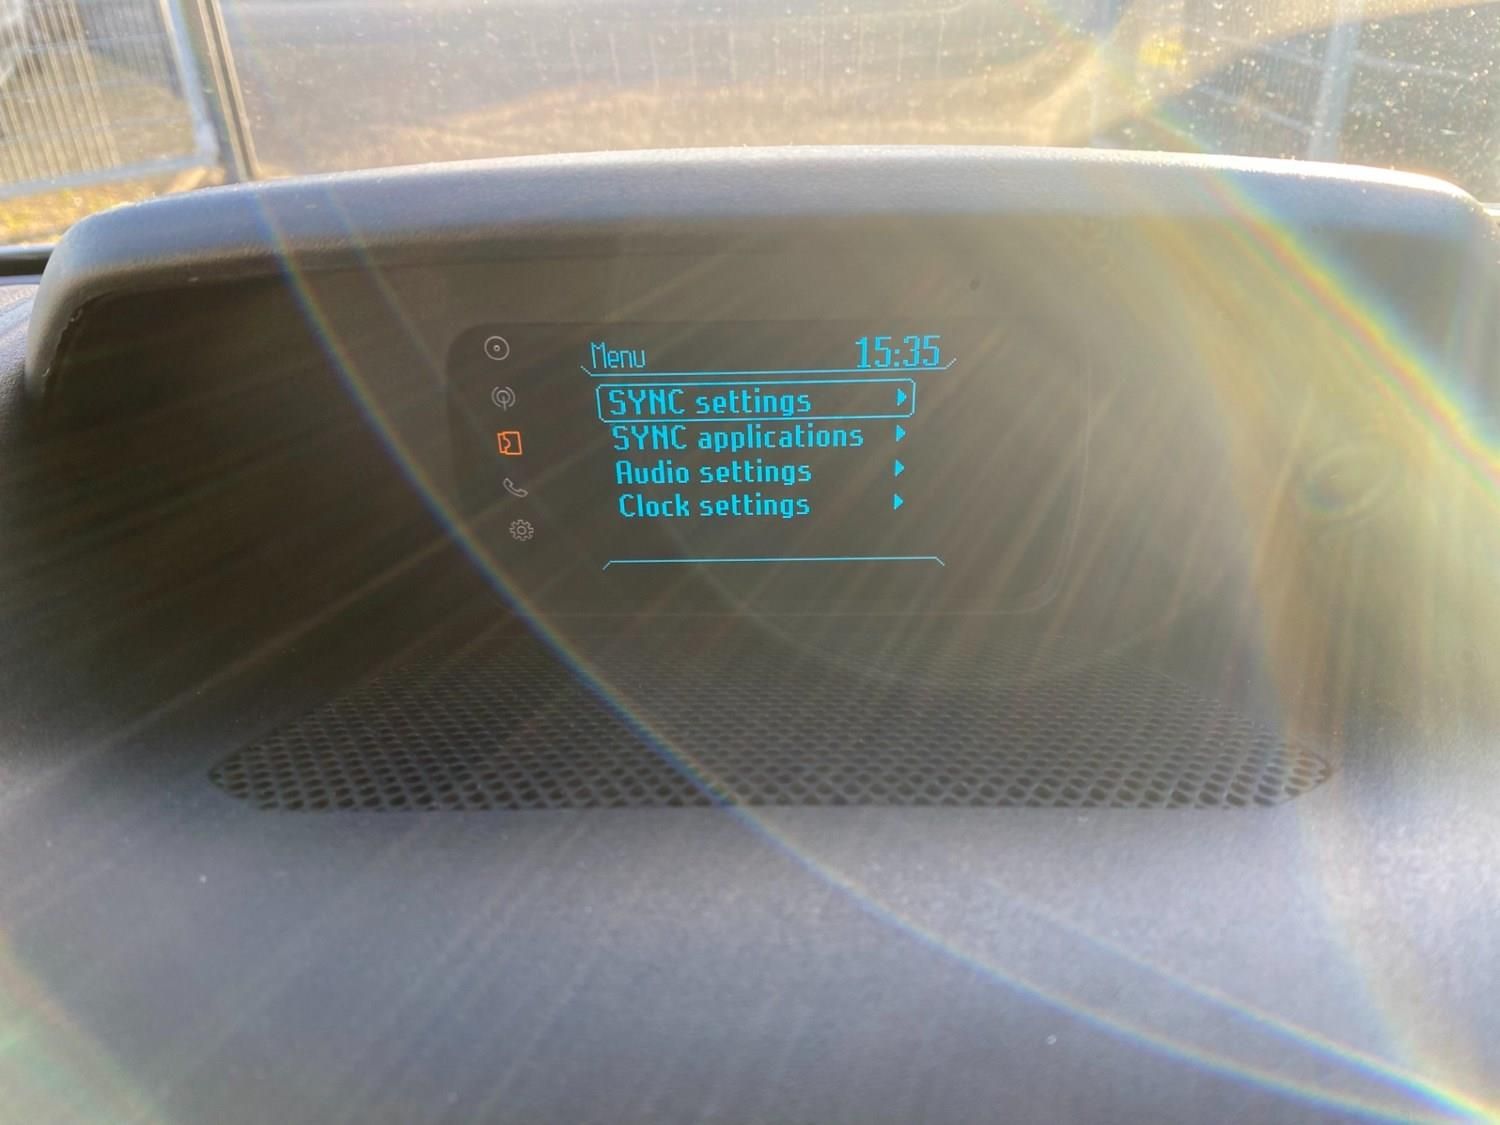 Menu 15:35
SYNC settings
SYNC applications
Audio settings
Clock settings